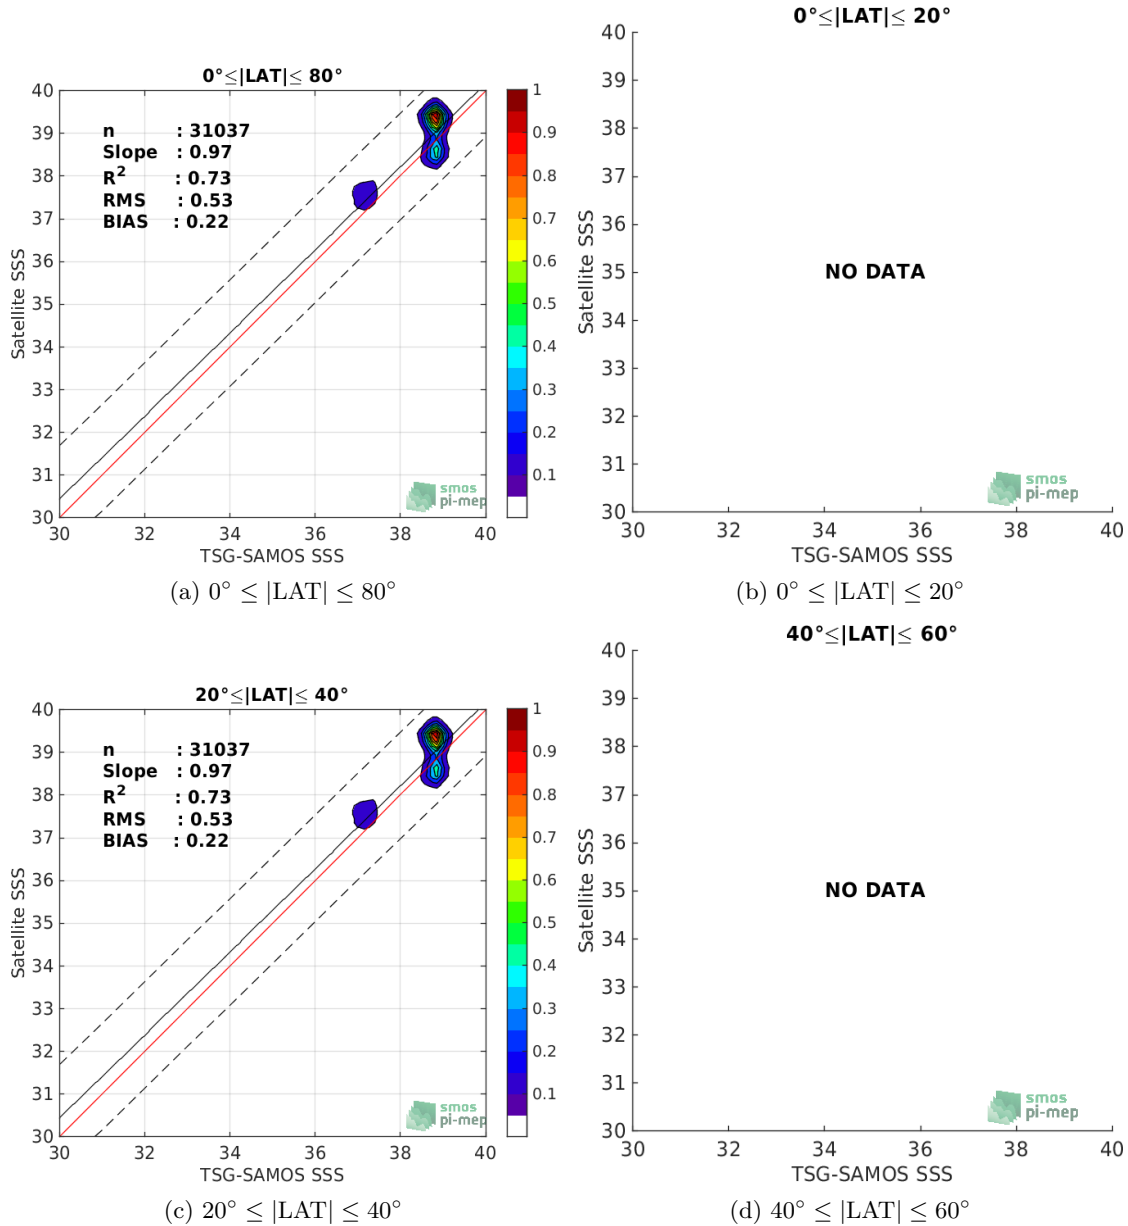 0°≤|LAT|≤ 80°
40
39
38
37
36
35
34
33
32
31
30
Satellite SSS
n : 31037
Slope : 0.97
R² : 0.73
RMS : 0.53
BIAS : 0.22
smos
pi-mep
30 32 34 36 38 40
TSG-SAMOS SSS
1
0.9
0.8
0.7
0.6
0.5
0.4
0.3
0.2
0.1
(a) 0° ≤ |LAT| ≤ 80°
0°≤|LAT|≤ 20°
40
39
38
37
36
35
34
33
32
31
30
Satellite SSS
NO DATA
smos
pi-mep
30 32 34 36 38 40
TSG-SAMOS SSS
(b) 0° ≤ |LAT| ≤ 20°
20°≤|LAT|≤ 40°
40
39
38
37
36
35
34
33
32
31
30
Satellite SSS
n : 31037
Slope : 0.97
R² : 0.73
RMS : 0.53
BIAS : 0.22
smos
pi-mep
30 32 34 36 38 40
TSG-SAMOS SSS
1
0.9
0.8
0.7
0.6
0.5
0.4
0.3
0.2
0.1
(c) 20° ≤ |LAT| ≤ 40°
40°≤|LAT|≤ 60°
40
39
38
37
36
35
34
33
32
31
30
Satellite SSS
NO DATA
smos
pi-mep
30 32 34 36 38 40
TSG-SAMOS SSS
(d) 40° ≤ |LAT| ≤ 60°